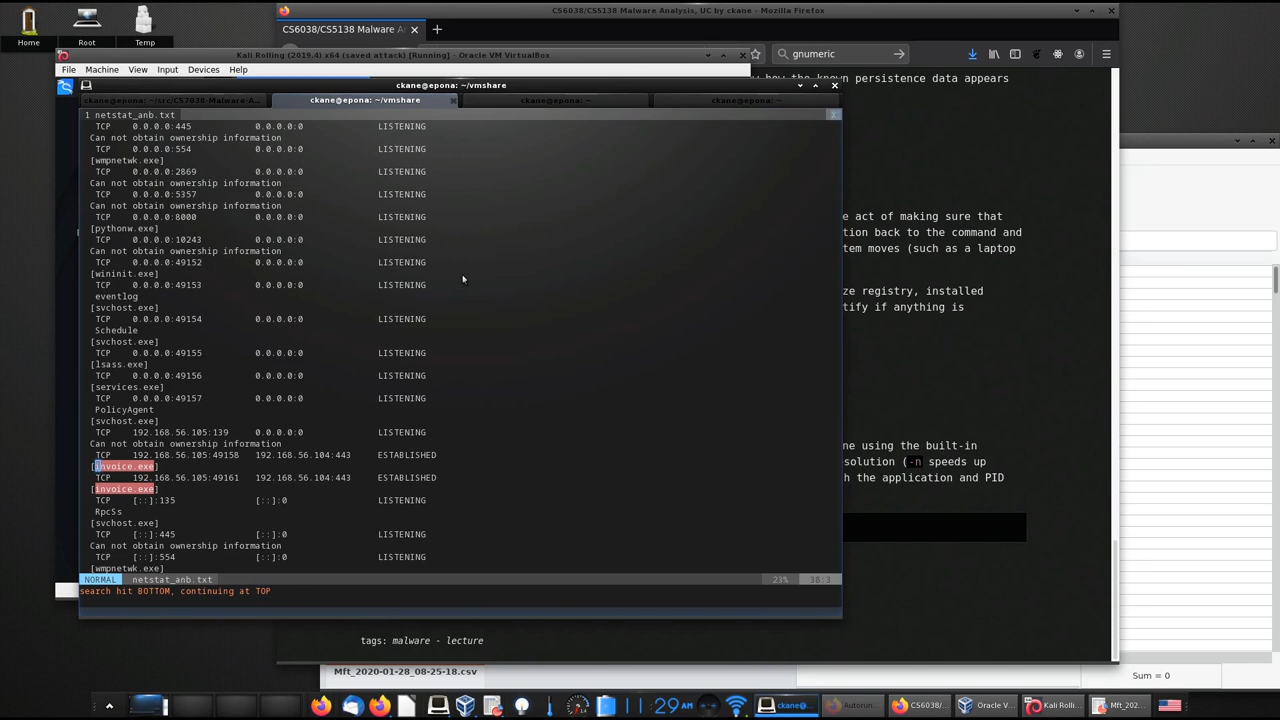 CS6038/CS5138 Malware Analysis, UC by ckane - Mozilla Firefox
CS6038/CS5138 Malware A
gnumeric
Home
Root
Temp
Kali Rolling (2019.4) x64 (saved attack) [Running] - Oracle VM VirtualBox
File Machine View Input Devices Help
how the known persistence data appears
ckane@epona: ~/vmshare
ckane@epona: ~/src/CS7038-Malware-A...
ckane@epona: ~/vmshare
ckane@epona: ~
ckane@epona: ~
1 netstat_anb.txt X
TCP 0.0.0.0:445 0.0.0.0:0 LISTENING
Can not obtain ownership information
TCP 0.0.0.0:554 0.0.0.0:0 LISTENING
[wmpnetwk.exe]
TCP 0.0.0.0:2869 0.0.0.0:0 LISTENING
Can not obtain ownership information
TCP 0.0.0.0:5357 0.0.0.0:0 LISTENING
Can not obtain ownership information
TCP 0.0.0.0:8000 0.0.0.0:0 LISTENING
[pythonw.exe]
TCP 0.0.0.0:10243 0.0.0.0:0 LISTENING
Can not obtain ownership information
TCP 0.0.0.0:49152 0.0.0.0:0 LISTENING
[wininit.exe]
TCP 0.0.0.0:49153 0.0.0.0:0 LISTENING
eventlog
[svchost.exe]
TCP 0.0.0.0:49154 0.0.0.0:0 LISTENING
Schedule
[svchost.exe]
TCP 0.0.0.0:49155 0.0.0.0:0 LISTENING
[lsass.exe]
TCP 0.0.0.0:49156 0.0.0.0:0 LISTENING
[services.exe]
TCP 0.0.0.0:49157 0.0.0.0:0 LISTENING
PolicyAgent
[svchost.exe]
TCP 192.168.56.105:139 0.0.0.0:0 LISTENING
Can not obtain ownership information
TCP 192.168.56.105:49158 192.168.56.104:443 ESTABLISHED
[invoice.exe]
TCP 192.168.56.105:49161 192.168.56.104:443 ESTABLISHED
[invoice.exe]
TCP [::]:135 [::]:0 LISTENING
RpcSs
[svchost.exe]
TCP [::]:445 [::]:0 LISTENING
Can not obtain ownership information
TCP [::]:554 [::]:0 LISTENING
[wmpnetwk.exe]
NORMAL netstat_anb.txt 23% 38:3
search hit BOTTOM, continuing at TOP
e act of making sure that
tion back to the command and
tem moves (such as a laptop
ze registry, installed
tify if anything is
ne using the built-in
solution (-n speeds up
h the application and PID
tags: malware - lecture
Mft_2020-01-28_08-25-18.csv
Sum = 0
29 AM
ckane@...
Autorun...
CS6038/...
Oracle V...
Kali Rolli...
Mft_202...